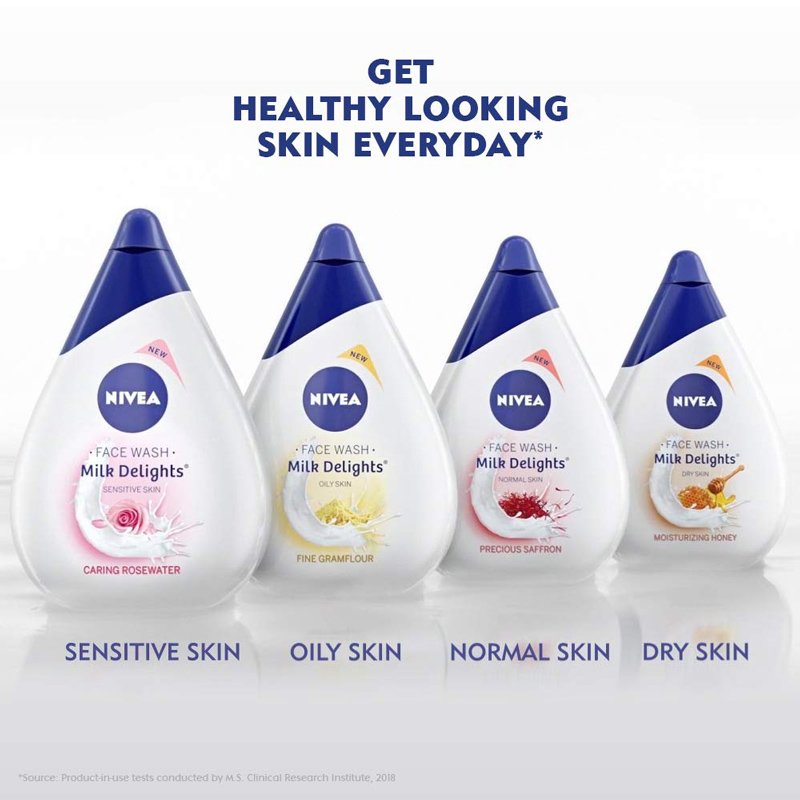 GET
HEALTHY LOOKING
SKIN EVERYDAY*
NEW
NIVEA
· FACE WASH ·
Milk Delights®
SENSITIVE SKIN
CARING ROSEWATER
NEW
NIVEA
· FACE WASH ·
Milk Delights®
OILY SKIN
FINE GRAMFLOUR
NEW
NIVEA
· FACE WASH ·
Milk Delights®
NORMAL SKIN
PRECIOUS SAFFRON
NEW
NIVEA
· FACE WASH ·
Milk Delights®
DRY SKIN
MOISTURIZING HONEY
SENSITIVE SKIN
OILY SKIN
NORMAL SKIN
DRY SKIN
*Source: Product-in-use tests conducted by M.S. Clinical Research Institute, 2018